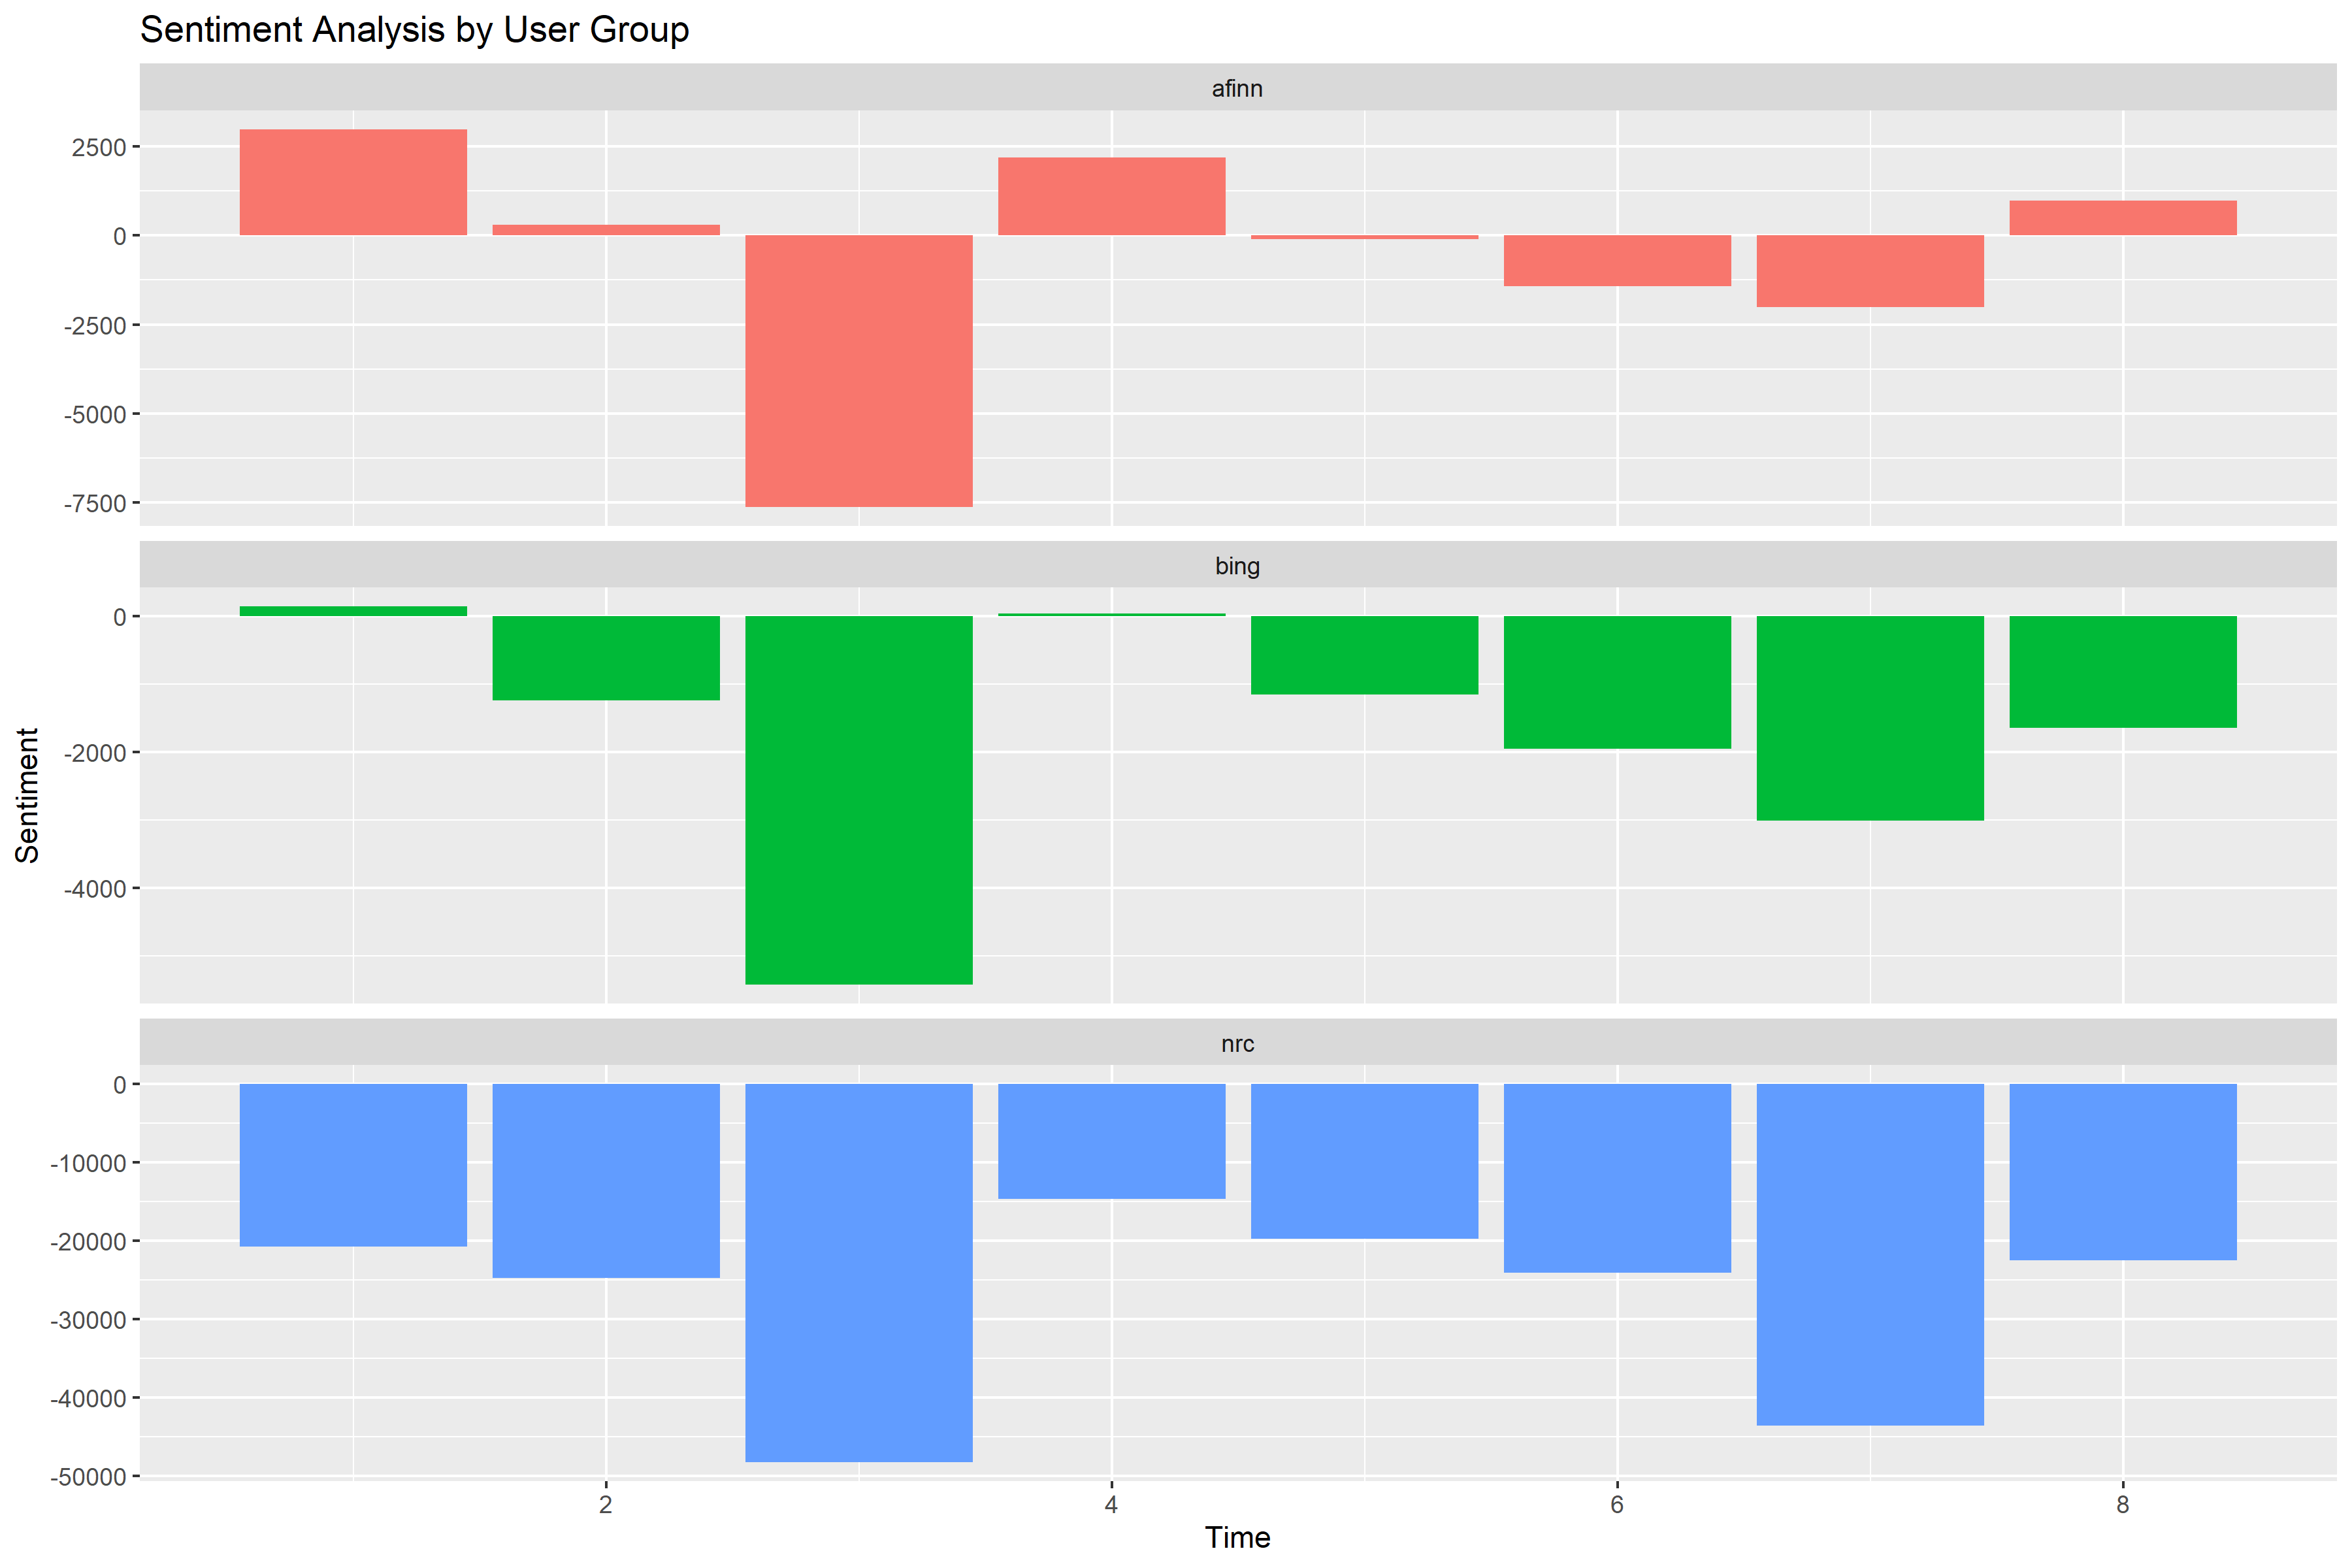 Sentiment Analysis by User Group
afinn
2500
0
-2500
-5000
-7500
bing
0
-2000
-4000
Sentiment
nrc
0
-10000
-20000
-30000
-40000
-50000
2 4 6 8
Time